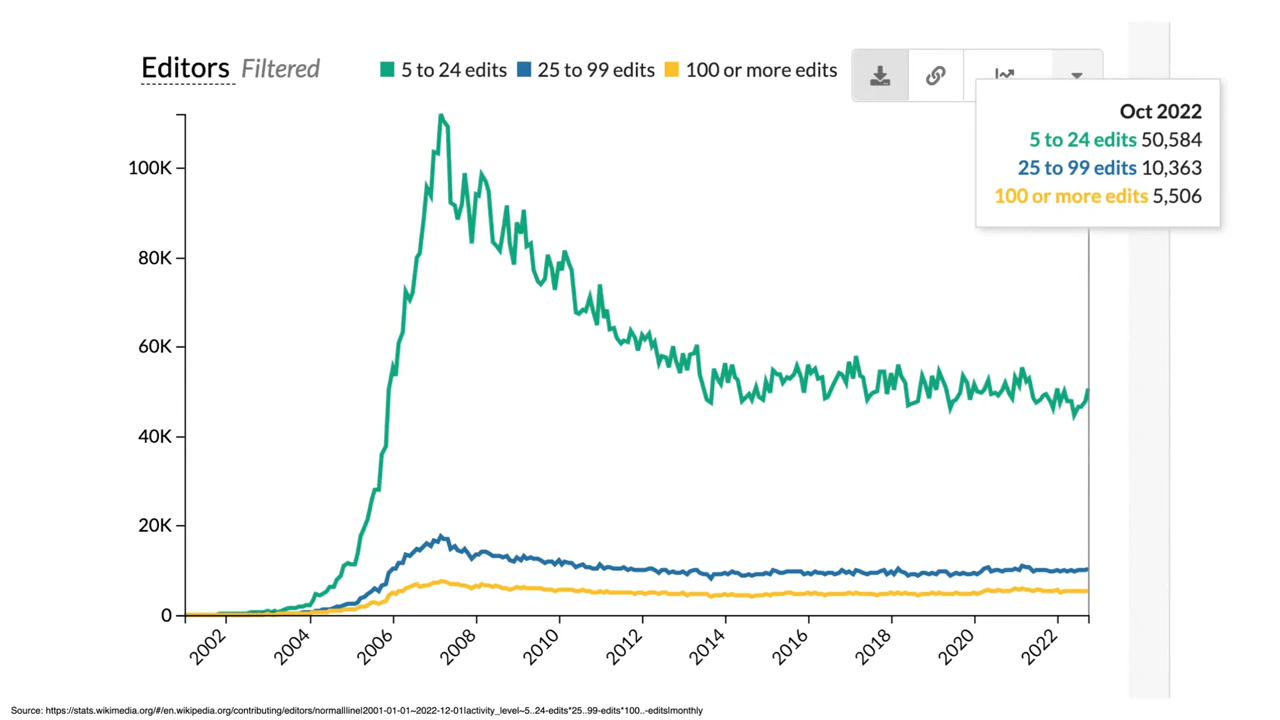 Editors Filtered
5 to 24 edits 25 to 99 edits 100 or more edits
Oct 2022
5 to 24 edits 50,584
25 to 99 edits 10,363
100 or more edits 5,506
100K
80K
60K
40K
20K
0
2002 2004 2006 2008 2010 2012 2014 2016 2018 2020 2022
Source: https://stats.wikimedia.org/#/en.wikipedia.org/contributing/editors/normal|line|2001-01-01~2022-12-01|activity_level~5..24-edits*25..99-edits*100..-edits|monthly